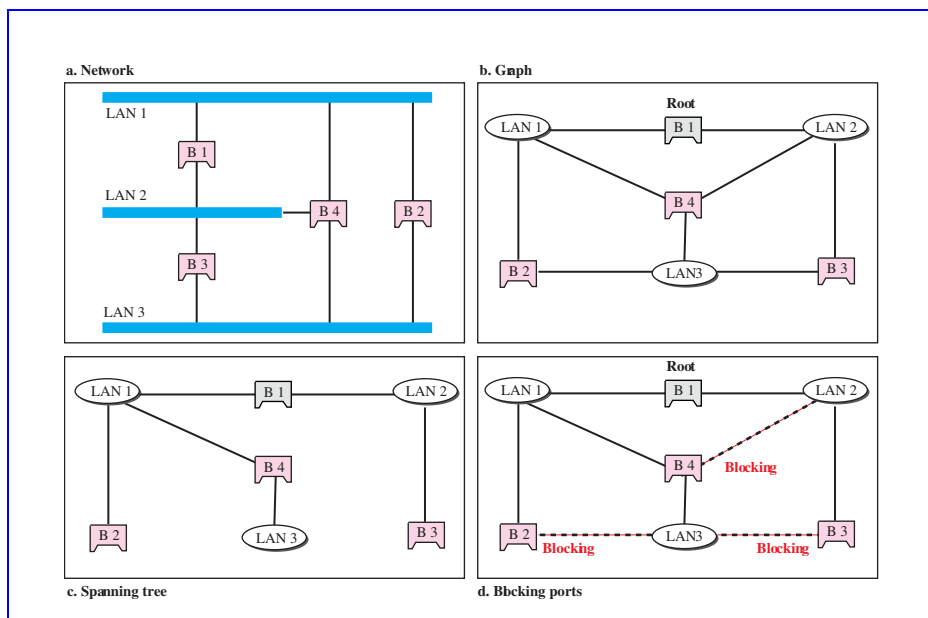 a. Network
LAN 1
B 1
LAN 2
B 4
B 2
B 3
LAN 3
b. Graph
Root
LAN 1
B 1
LAN 2
B 4
B 2
LAN3
B 3
LAN 1
B 1
LAN 2
B 4
B 2
LAN 3
B 3
c. Spanning tree
Root
LAN 1
B 1
LAN 2
B 4
Blocking
B 2
Blocking
LAN3
Blocking
B 3
d. Blocking ports